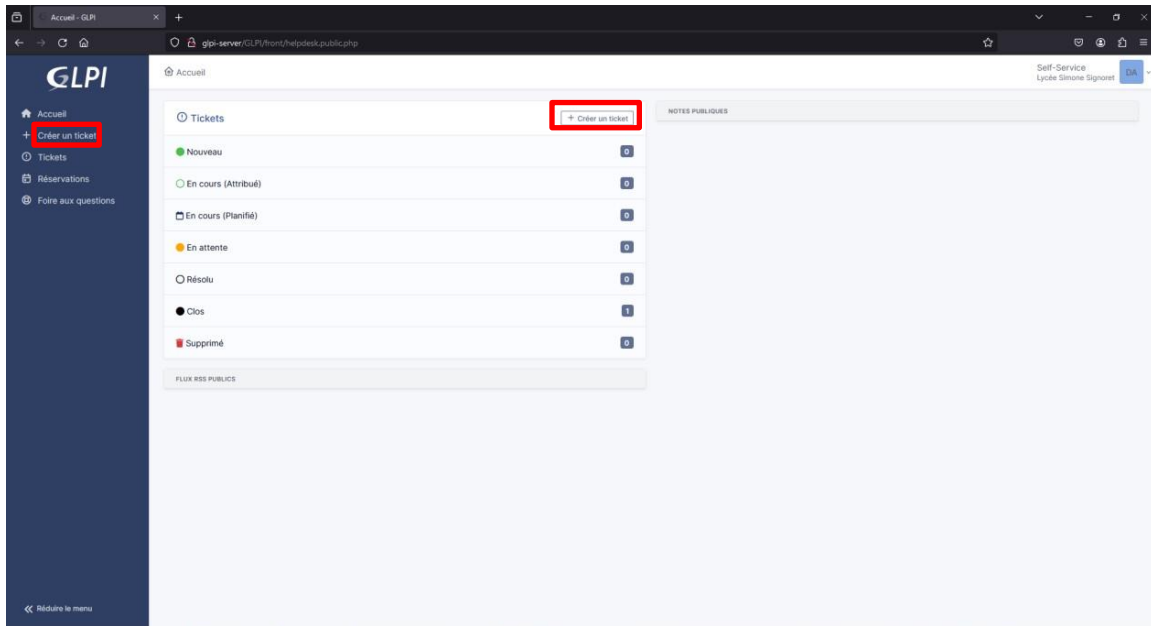 Accueil - GLPI
glpi-server/GLPI/front/helpdesk.public.php
GLPI
Accueil
Self-Service
Lycée Simone Signoret
DA
Accueil
Créer un ticket
Tickets
Réservations
Foire aux questions
Tickets
+ Créer un ticket
Nouveau 0
En cours (Attribué) 0
En cours (Planifié) 0
En attente 0
Résolu 0
Clos 1
Supprimé 0
FLUX RSS PUBLICS
NOTES PUBLIQUES
Réduire le menu